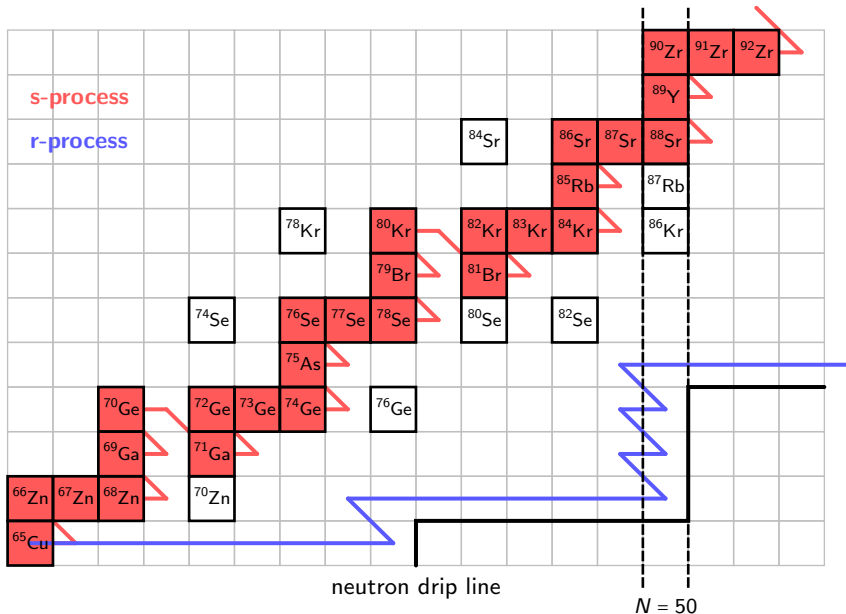 ⁹⁰Zr ⁹¹Zr ⁹²Zr
s-process
⁸⁹Y
r-process
⁸⁴Sr ⁸⁶Sr ⁸⁷Sr ⁸⁸Sr
⁸⁵Rb ⁸⁷Rb
⁷⁸Kr ⁸⁰Kr ⁸²Kr ⁸³Kr ⁸⁴Kr ⁸⁶Kr
⁷⁹Br ⁸¹Br
⁷⁴Se ⁷⁶Se ⁷⁷Se ⁷⁸Se ⁸⁰Se ⁸²Se
⁷⁵As
⁷⁰Ge ⁷²Ge ⁷³Ge ⁷⁴Ge ⁷⁶Ge
⁶⁹Ga ⁷¹Ga
⁶⁶Zn ⁶⁷Zn ⁶⁸Zn ⁷⁰Zn
⁶⁵Cu
neutron drip line
N = 50